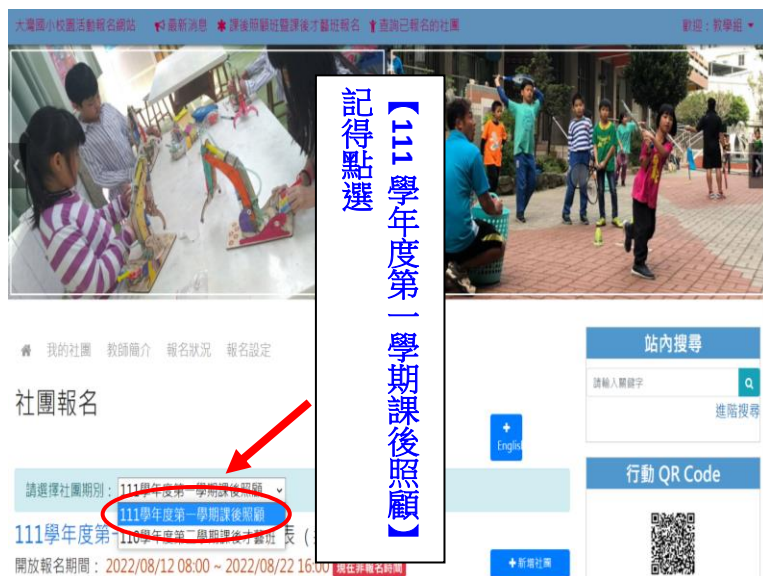 大灣國小校園活動報名網站 最新消息 課後照顧班暨課後才藝班報名 查詢已報名的社團 歡迎：教學組
記得點選
【111 學年度第一學期課後照顧】
我的社團 教師簡介 報名狀況 報名設定
社團報名
+
Englis
請選擇社團期別： 111學年度第一學期課後照顧
111學年度第一學期課後照顧
110學年度第二學期課後才藝班
111學年度第一 表（
開放報名期間： 2022/08/12 08:00 ~ 2022/08/22 16:00 現在非報名時間
+新增社團
站內搜尋
請輸入關鍵字
進階搜尋
行動 QR Code